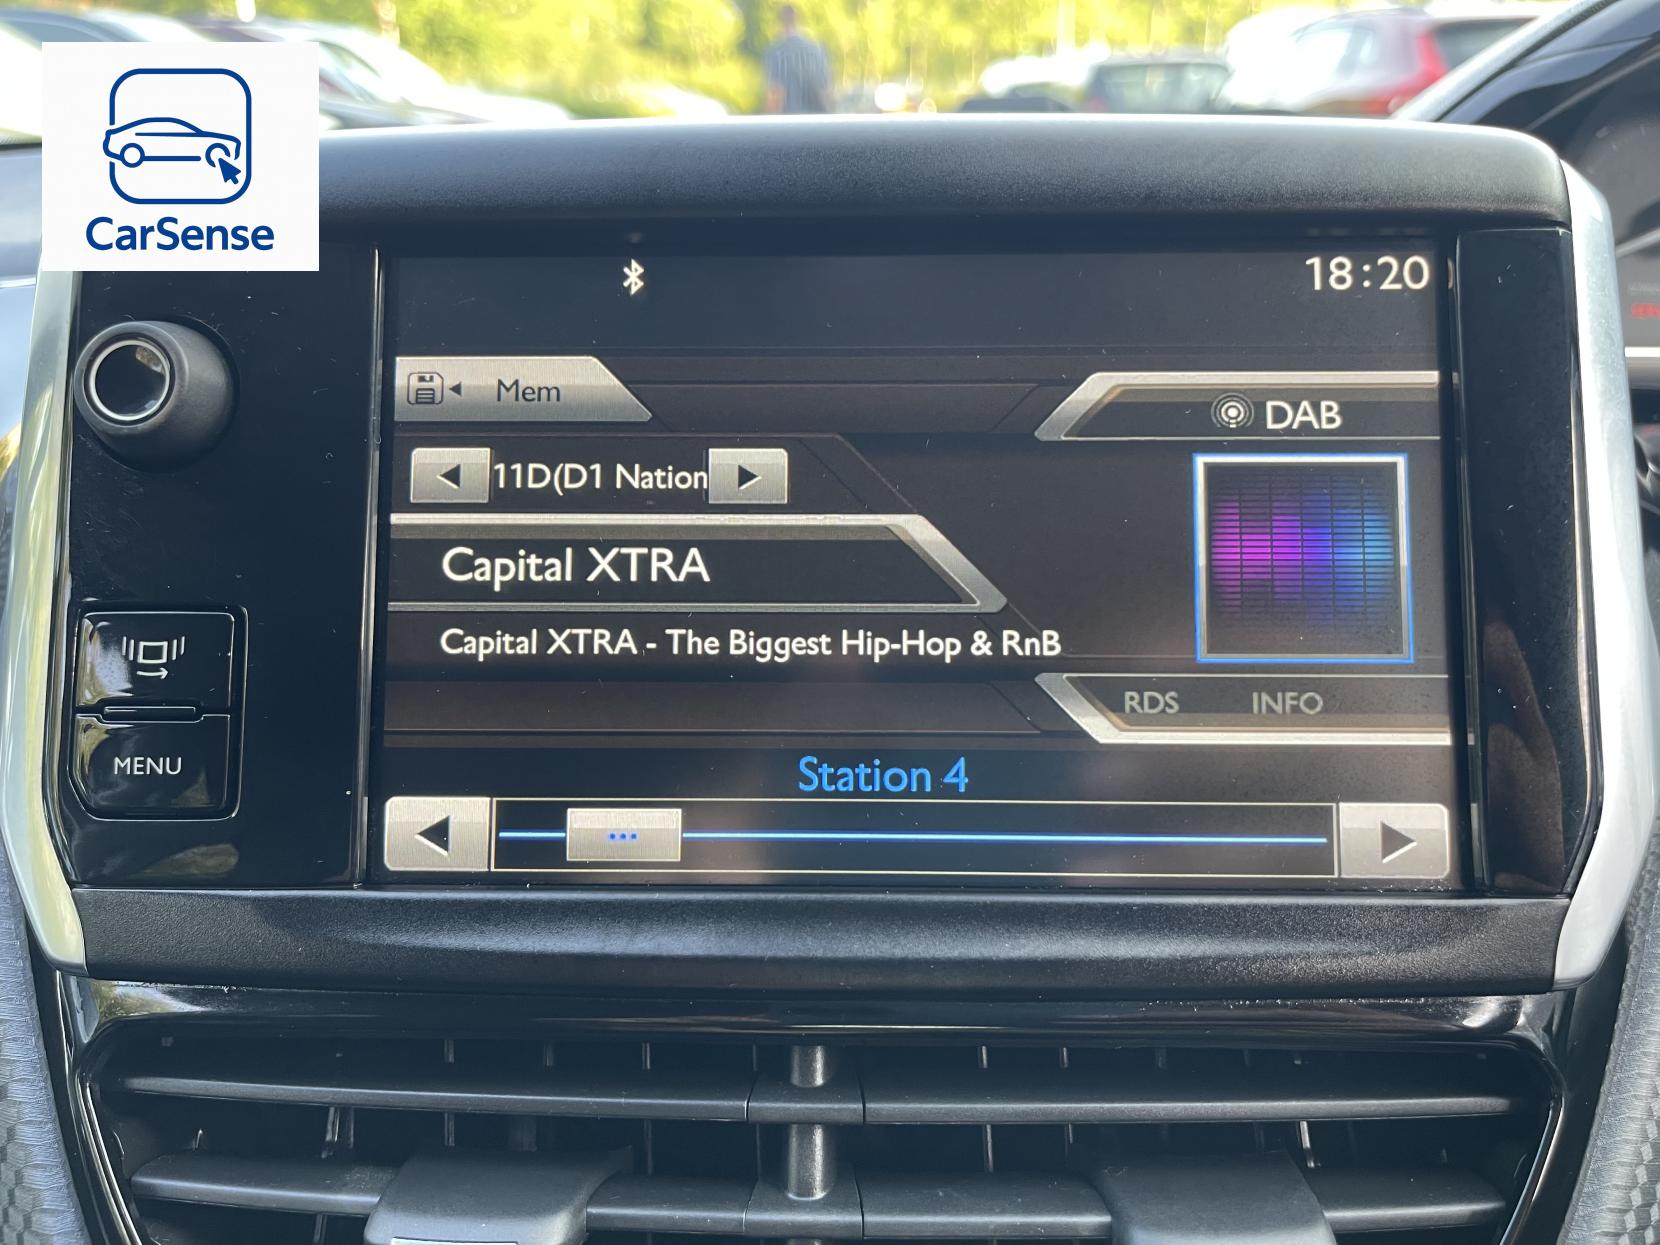 CarSense
18:20
Mem
DAB
11D(D1 Nation
Capital XTRA
Capital XTRA - The Biggest Hip-Hop & RnB
RDS INFO
MENU
Station 4